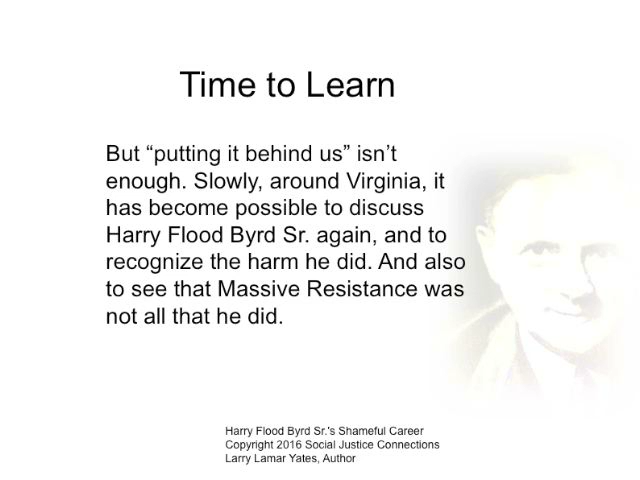 Time to Learn
But “putting it behind us” isn’t
enough. Slowly, around Virginia, it
has become possible to discuss
Harry Flood Byrd Sr. again, and to
recognize the harm he did. And also
to see that Massive Resistance was
not all that he did.
Harry Flood Byrd Sr.'s Shameful Career
Copyright 2016 Social Justice Connections
Larry Lamar Yates, Author